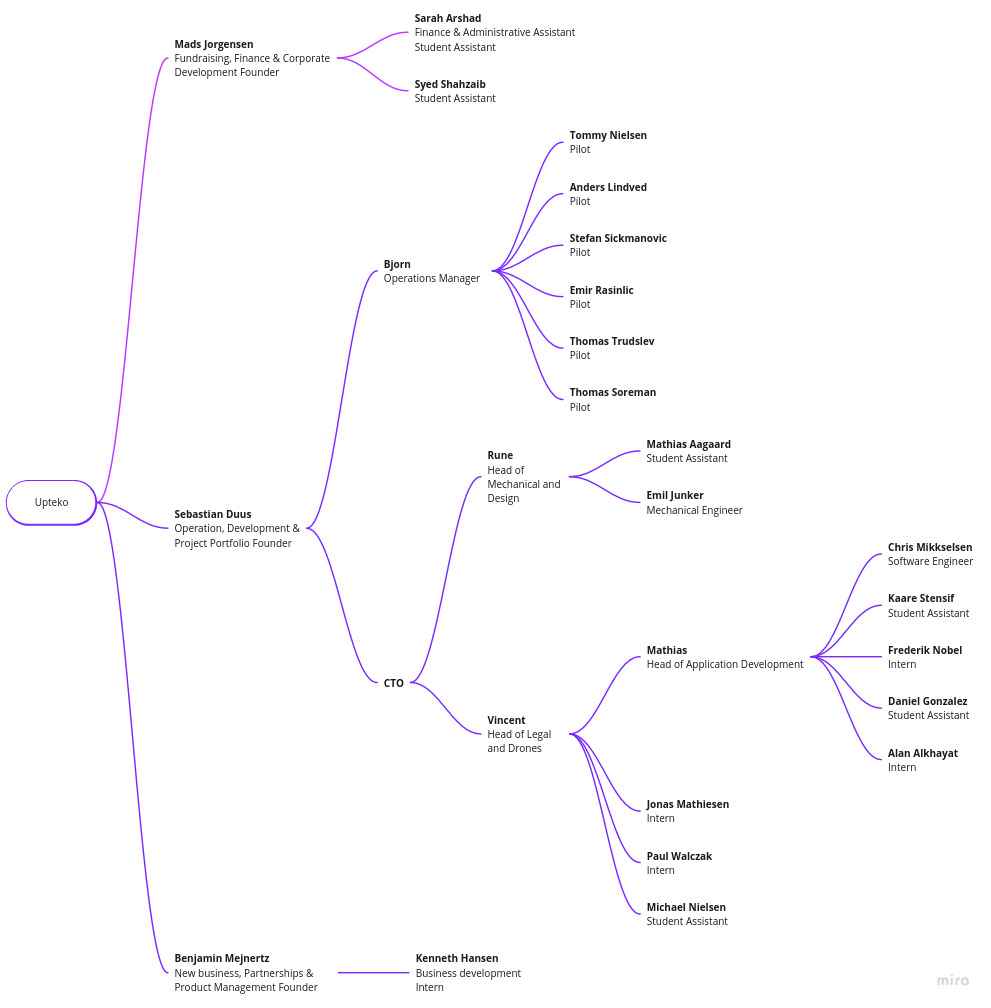 Sarah Arshad
Finance & Administrative Assistant
Student Assistant
Mads Jorgensen
Fundraising, Finance & Corporate
Development Founder
Syed Shahzaib
Student Assistant
Tommy Nielsen
Pilot
Anders Lindved
Pilot
Stefan Sickmanovic
Pilot
Bjorn
Operations Manager
Emir Rasinlic
Pilot
Thomas Trudslev
Pilot
Thomas Soreman
Pilot
Rune
Head of
Mechanical and
Design
Mathias Aagaard
Student Assistant
Emil Junker
Mechanical Engineer
Upteko
Sebastian Duus
Operation, Development &
Project Portfolio Founder
Chris Mikkselsen
Software Engineer
Kaare Stensif
Student Assistant
Mathias
Head of Application Development
Frederik Nobel
Intern
CTO
Daniel Gonzalez
Student Assistant
Vincent
Head of Legal
and Drones
Alan Alkhayat
Intern
Jonas Mathiesen
Intern
Paul Walczak
Intern
Michael Nielsen
Student Assistant
Benjamin Mejnertz
New business, Partnerships &
Product Management Founder
Kenneth Hansen
Business development
Intern
miro